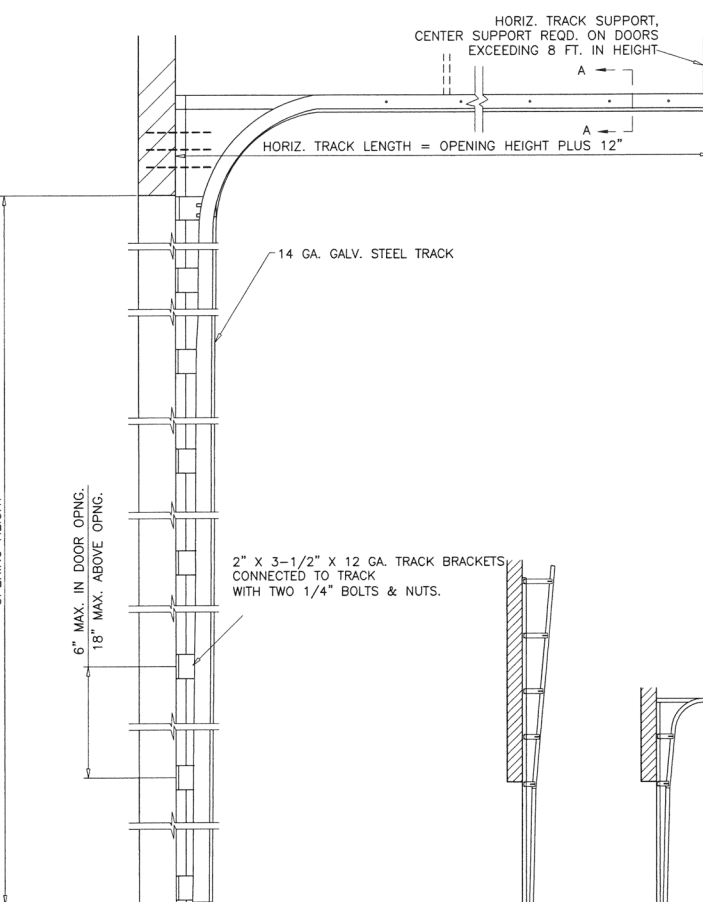 HORIZ. TRACK SUPPORT,
CENTER SUPPORT REQD. ON DOORS
EXCEEDING 8 FT. IN HEIGHT
A
A
HORIZ. TRACK LENGTH = OPENING HEIGHT PLUS 12"
14 GA. GALV. STEEL TRACK
6" MAX. IN DOOR OPNG.
18" MAX. ABOVE OPNG.
2" X 3-1/2" X 12 GA. TRACK BRACKETS
CONNECTED TO TRACK
WITH TWO 1/4" BOLTS & NUTS.